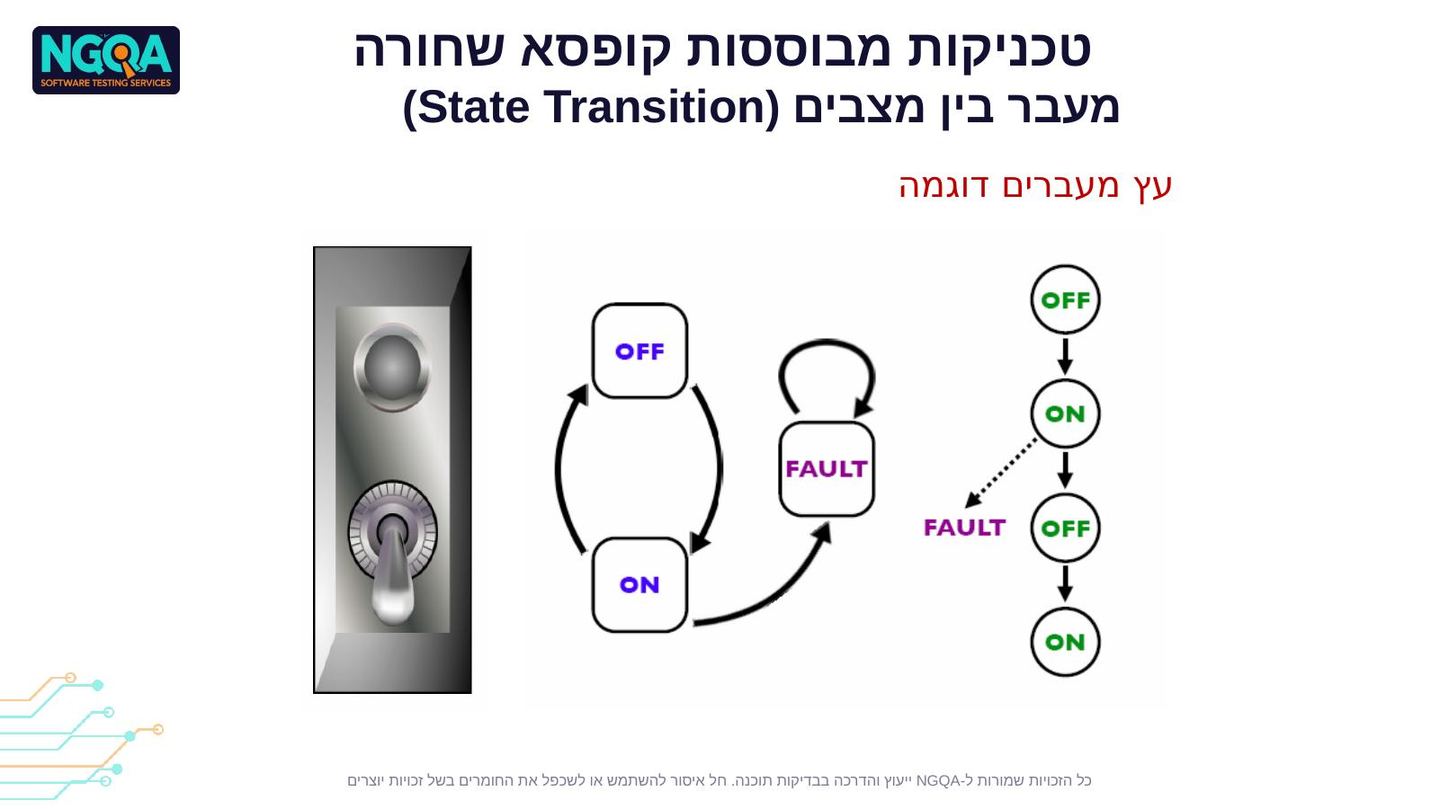 NGQA
SOFTWARE TESTING SERVICES
טכניקות מבוססות קופסא שחורה
מעבר בין מצבים (State Transition)
עץ מעברים דוגמה
OFF
FAULT
ON
OFF
ON
FAULT
OFF
ON
כל הזכויות שמורות ל-NGQA ייעוץ והדרכה בבדיקות תוכנה. חל איסור להשתמש או לשכפל את החומרים בשל זכויות יוצרים